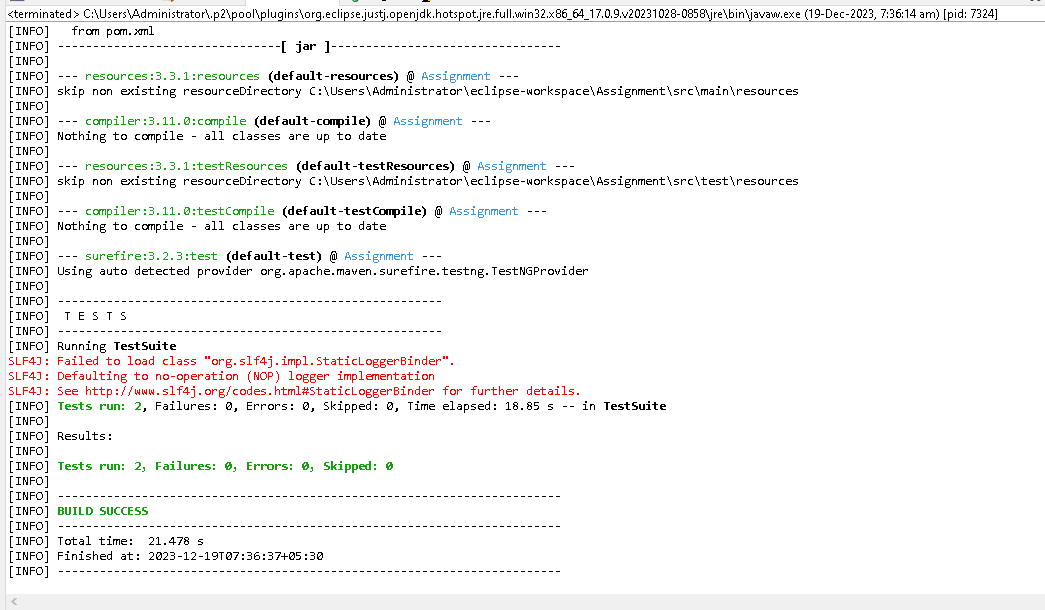 <terminated> C:\Users\Administrator\.p2\pool\plugins\org.eclipse.justj.openjdk.hotspot.jre.full.win32.x86_64_17.0.9.v20231028-0858\jre\bin\javaw.exe (19-Dec-2023, 7:36:14 am) [pid: 7324]
[INFO]   from pom.xml
[INFO] --------------------------------[ jar ]---------------------------------
[INFO]
[INFO] --- resources:3.3.1:resources (default-resources) @ Assignment ---
[INFO] skip non existing resourceDirectory C:\Users\Administrator\eclipse-workspace\Assignment\src\main\resources
[INFO]
[INFO] --- compiler:3.11.0:compile (default-compile) @ Assignment ---
[INFO] Nothing to compile - all classes are up to date
[INFO]
[INFO] --- resources:3.3.1:testResources (default-testResources) @ Assignment ---
[INFO] skip non existing resourceDirectory C:\Users\Administrator\eclipse-workspace\Assignment\src\test\resources
[INFO]
[INFO] --- compiler:3.11.0:testCompile (default-testCompile) @ Assignment ---
[INFO] Nothing to compile - all classes are up to date
[INFO]
[INFO] --- surefire:3.2.3:test (default-test) @ Assignment ---
[INFO] Using auto detected provider org.apache.maven.surefire.testng.TestNGProvider
[INFO]
[INFO] -------------------------------------------------------
[INFO]  T E S T S
[INFO] -------------------------------------------------------
[INFO] Running TestSuite
SLF4J: Failed to load class "org.slf4j.impl.StaticLoggerBinder".
SLF4J: Defaulting to no-operation (NOP) logger implementation
SLF4J: See http://www.slf4j.org/codes.html#StaticLoggerBinder for further details.
[INFO] Tests run: 2, Failures: 0, Errors: 0, Skipped: 0, Time elapsed: 18.85 s -- in TestSuite
[INFO]
[INFO] Results:
[INFO]
[INFO] Tests run: 2, Failures: 0, Errors: 0, Skipped: 0
[INFO]
[INFO] ------------------------------------------------------------------------
[INFO] BUILD SUCCESS
[INFO] ------------------------------------------------------------------------
[INFO] Total time:  21.478 s
[INFO] Finished at: 2023-12-19T07:36:37+05:30
[INFO] ------------------------------------------------------------------------